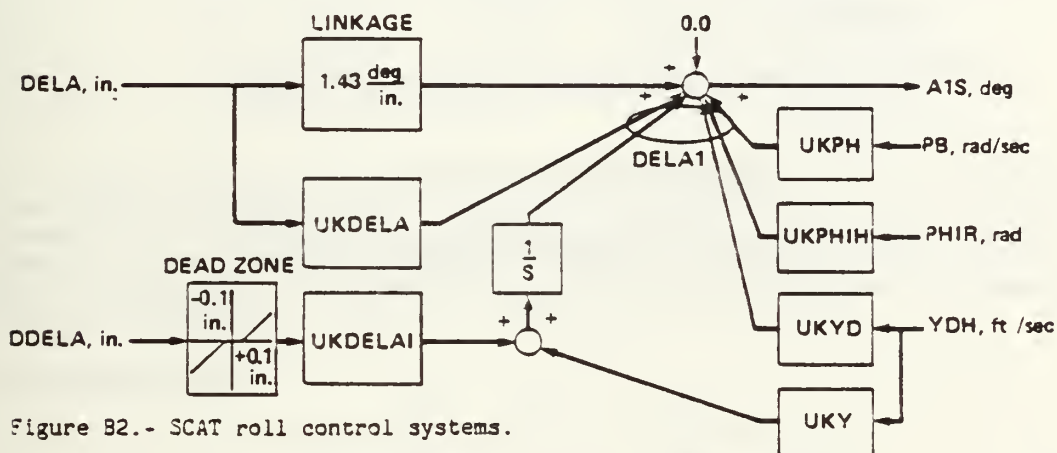 LINKAGE
0.0
DELA, in.
1.43 deg
in.
+
+
+
A1S, deg
DELA1
UKPH
PB, rad/sec
UKDELA
UKPHIH
PHIR, rad
1
S
DEAD ZONE
-0.1
in.
+0.1
in.
DDELA, in.
UKDELAI
+
+
UKYD
YDH, ft/sec
UKY
Figure B2.- SCAT roll control systems.